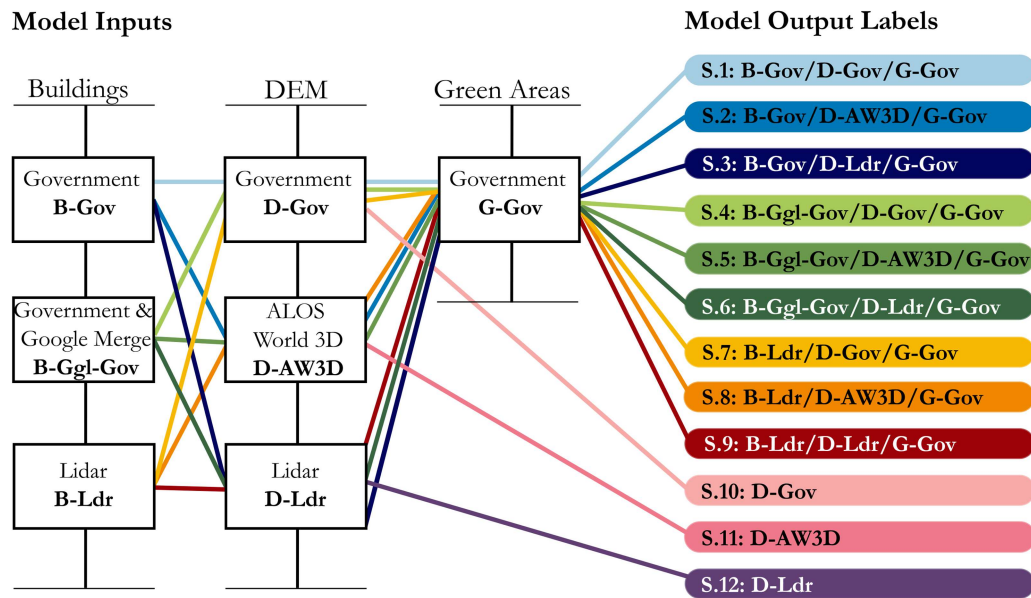 Model Inputs
Model Output Labels
Buildings
DEM
Green Areas
Government
B-Gov
Government
D-Gov
Government
G-Gov
Government &
Google Merge
B-Ggl-Gov
ALOS
World 3D
D-AW3D
Lidar
B-Ldr
Lidar
D-Ldr
S.1: B-Gov/D-Gov/G-Gov
S.2: B-Gov/D-AW3D/G-Gov
S.3: B-Gov/D-Ldr/G-Gov
S.4: B-Ggl-Gov/D-Gov/G-Gov
S.5: B-Ggl-Gov/D-AW3D/G-Gov
S.6: B-Ggl-Gov/D-Ldr/G-Gov
S.7: B-Ldr/D-Gov/G-Gov
S.8: B-Ldr/D-AW3D/G-Gov
S.9: B-Ldr/D-Ldr/G-Gov
S.10: D-Gov
S.11: D-AW3D
S.12: D-Ldr